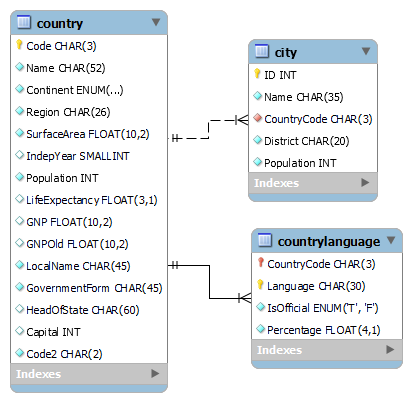 country
Code CHAR(3)
Name CHAR(52)
Continent ENUM(...)
Region CHAR(26)
SurfaceArea FLOAT(10,2)
IndepYear SMALLINT
Population INT
LifeExpectancy FLOAT(3,1)
GNP FLOAT(10,2)
GNPOld FLOAT(10,2)
LocalName CHAR(45)
GovernmentForm CHAR(45)
HeadOfState CHAR(60)
Capital INT
Code2 CHAR(2)
Indexes
city
ID INT
Name CHAR(35)
CountryCode CHAR(3)
District CHAR(20)
Population INT
Indexes
countrylanguage
CountryCode CHAR(3)
Language CHAR(30)
IsOfficial ENUM('T', 'F')
Percentage FLOAT(4,1)
Indexes